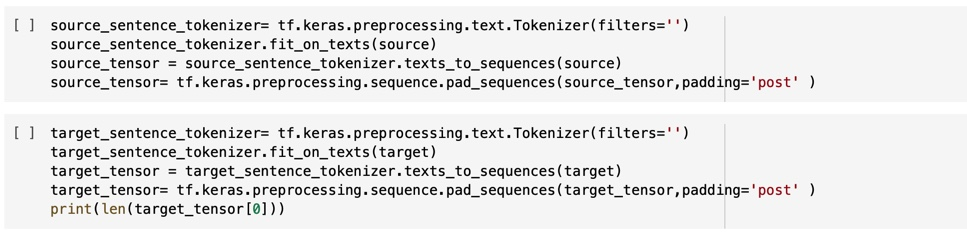 [ ] source_sentence_tokenizer= tf.keras.preprocessing.text.Tokenizer(filters='')
source_sentence_tokenizer.fit_on_texts(source)
source_tensor = source_sentence_tokenizer.texts_to_sequences(source)
source_tensor= tf.keras.preprocessing.sequence.pad_sequences(source_tensor,padding='post' )
[ ] target_sentence_tokenizer= tf.keras.preprocessing.text.Tokenizer(filters='')
target_sentence_tokenizer.fit_on_texts(target)
target_tensor = target_sentence_tokenizer.texts_to_sequences(target)
target_tensor= tf.keras.preprocessing.sequence.pad_sequences(target_tensor,padding='post' )
print(len(target_tensor[0]))